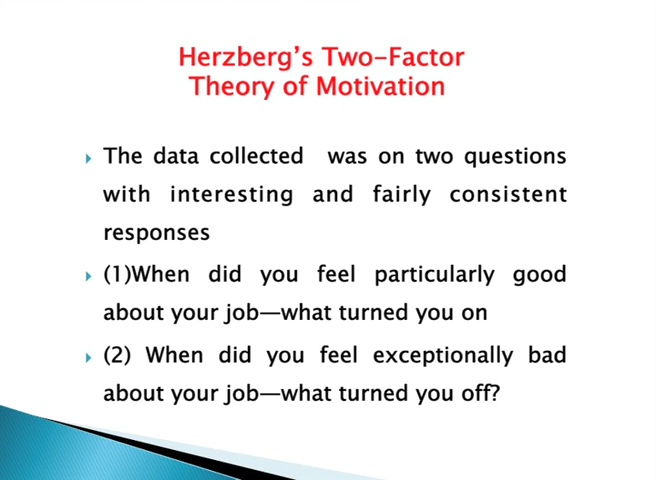 Herzberg's Two-Factor
Theory of Motivation
The data collected was on two questions
with interesting and fairly consistent
responses
(1)When did you feel particularly good
about your job—what turned you on
(2) When did you feel exceptionally bad
about your job—what turned you off?